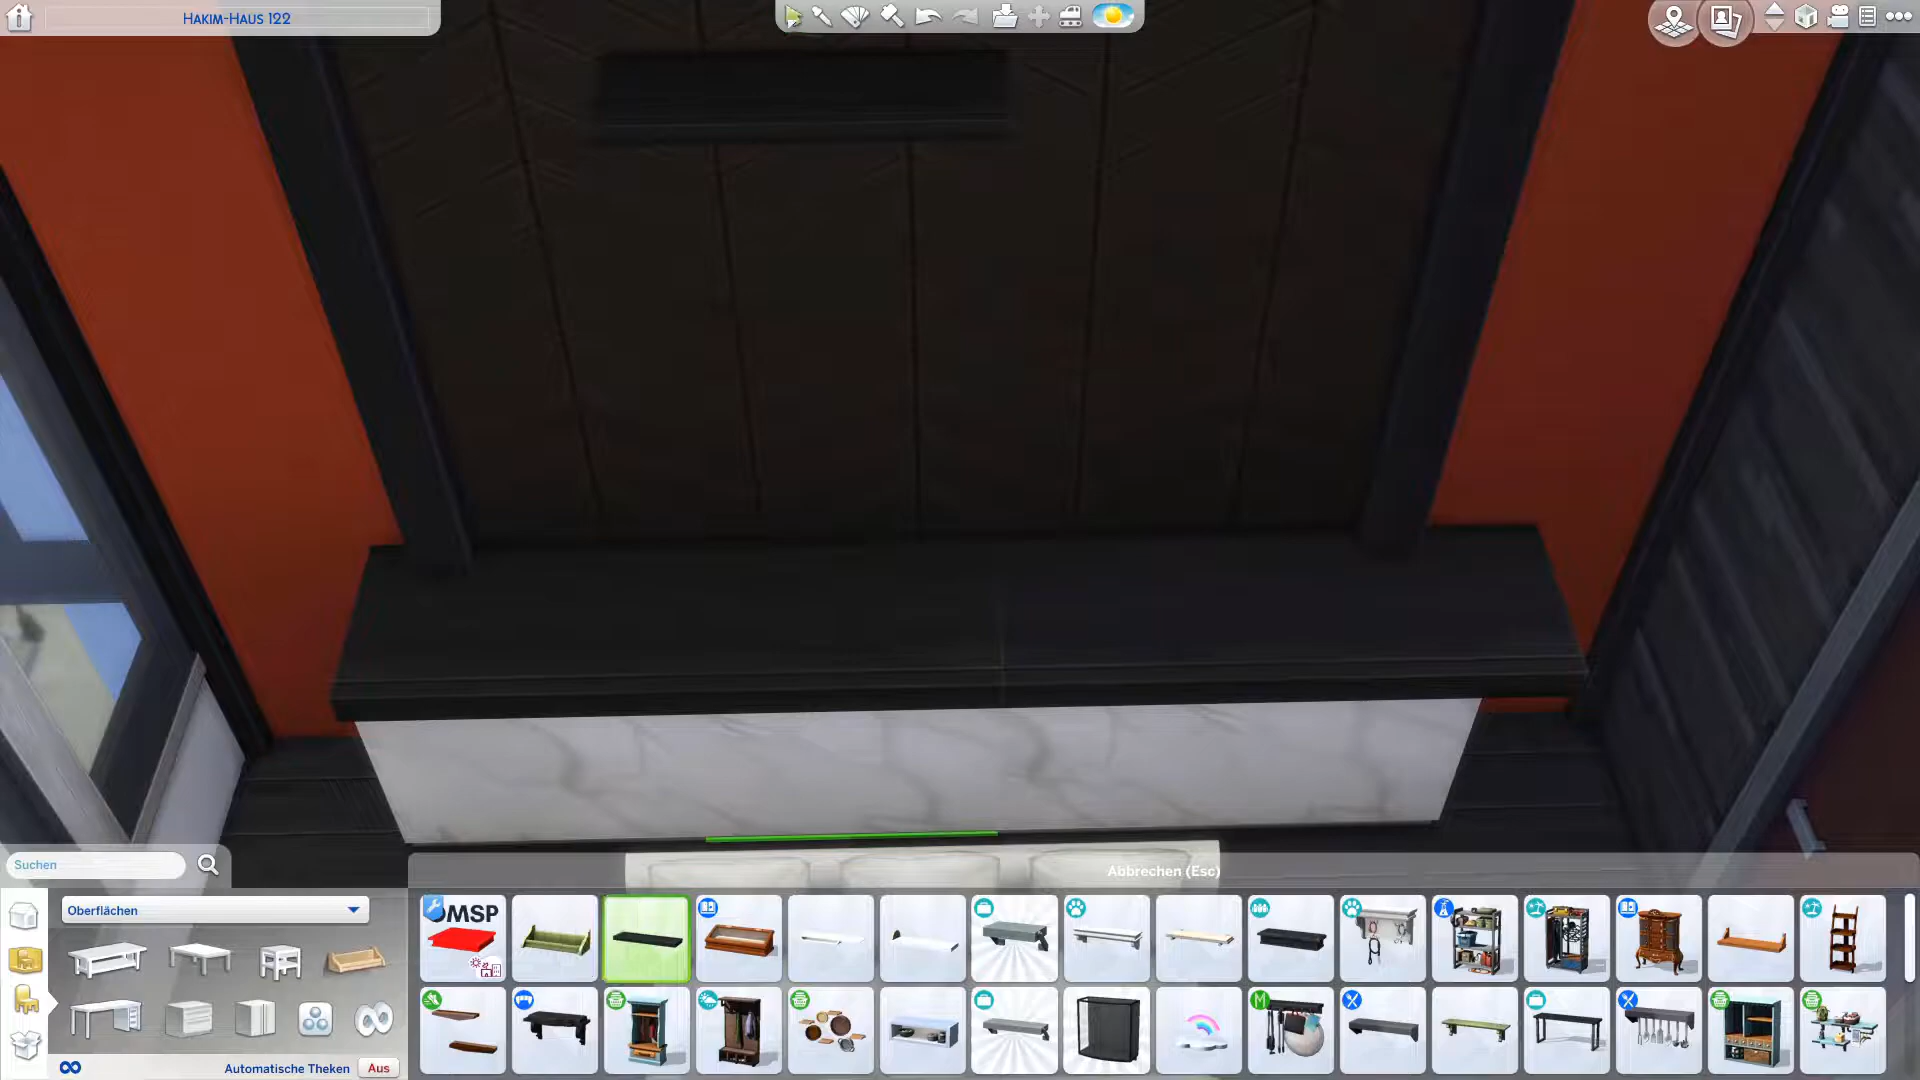 HAKIM-HAUS 122
Suchen
Abbrechen (Esc)
Oberflächen
MSP
M
Automatische Theken
Aus